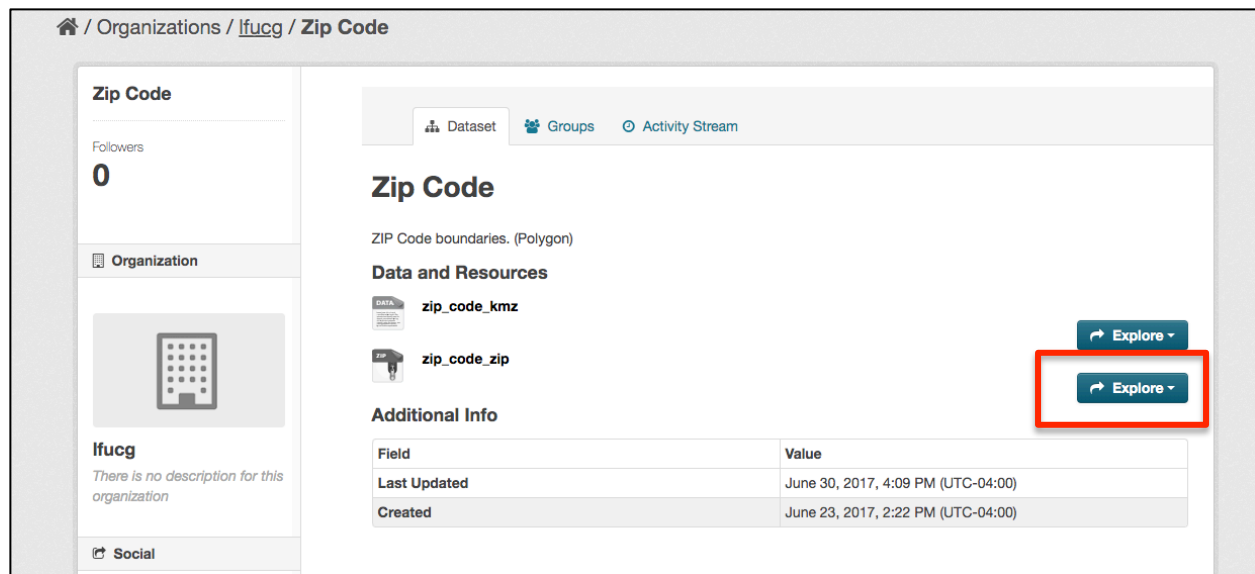 / Organizations / lfucg / Zip Code
Zip Code
Followers
0
Organization
lfucg
There is no description for this
organization
Social
Dataset
Groups
Activity Stream
Zip Code
ZIP Code boundaries. (Polygon)
Data and Resources
DATA
zip_code_kmz
Explore
ZIP
zip_code_zip
Explore
Additional Info
Field Value
Last Updated June 30, 2017, 4:09 PM (UTC-04:00)
Created June 23, 2017, 2:22 PM (UTC-04:00)